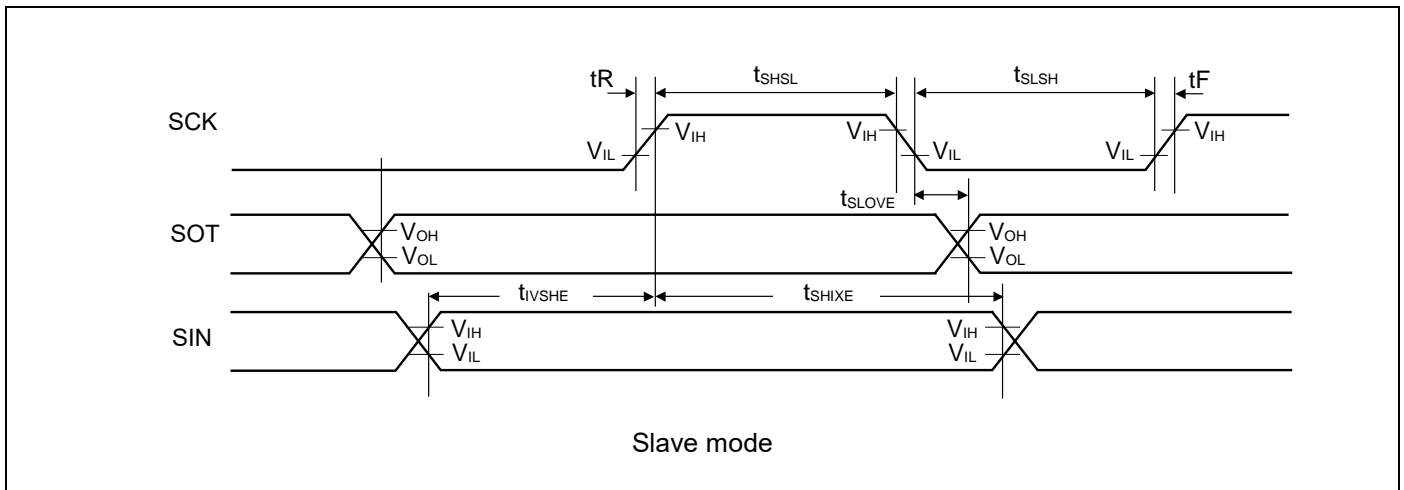 tR tSHSL tSLSH tF
SCK VIH VIH VIH
VIL VIL VIL
tSLOVE
SOT VOH VOH
VOL VOL
tIVSHE tSHIXE
SIN VIH VIH
VIL VIL
Slave mode